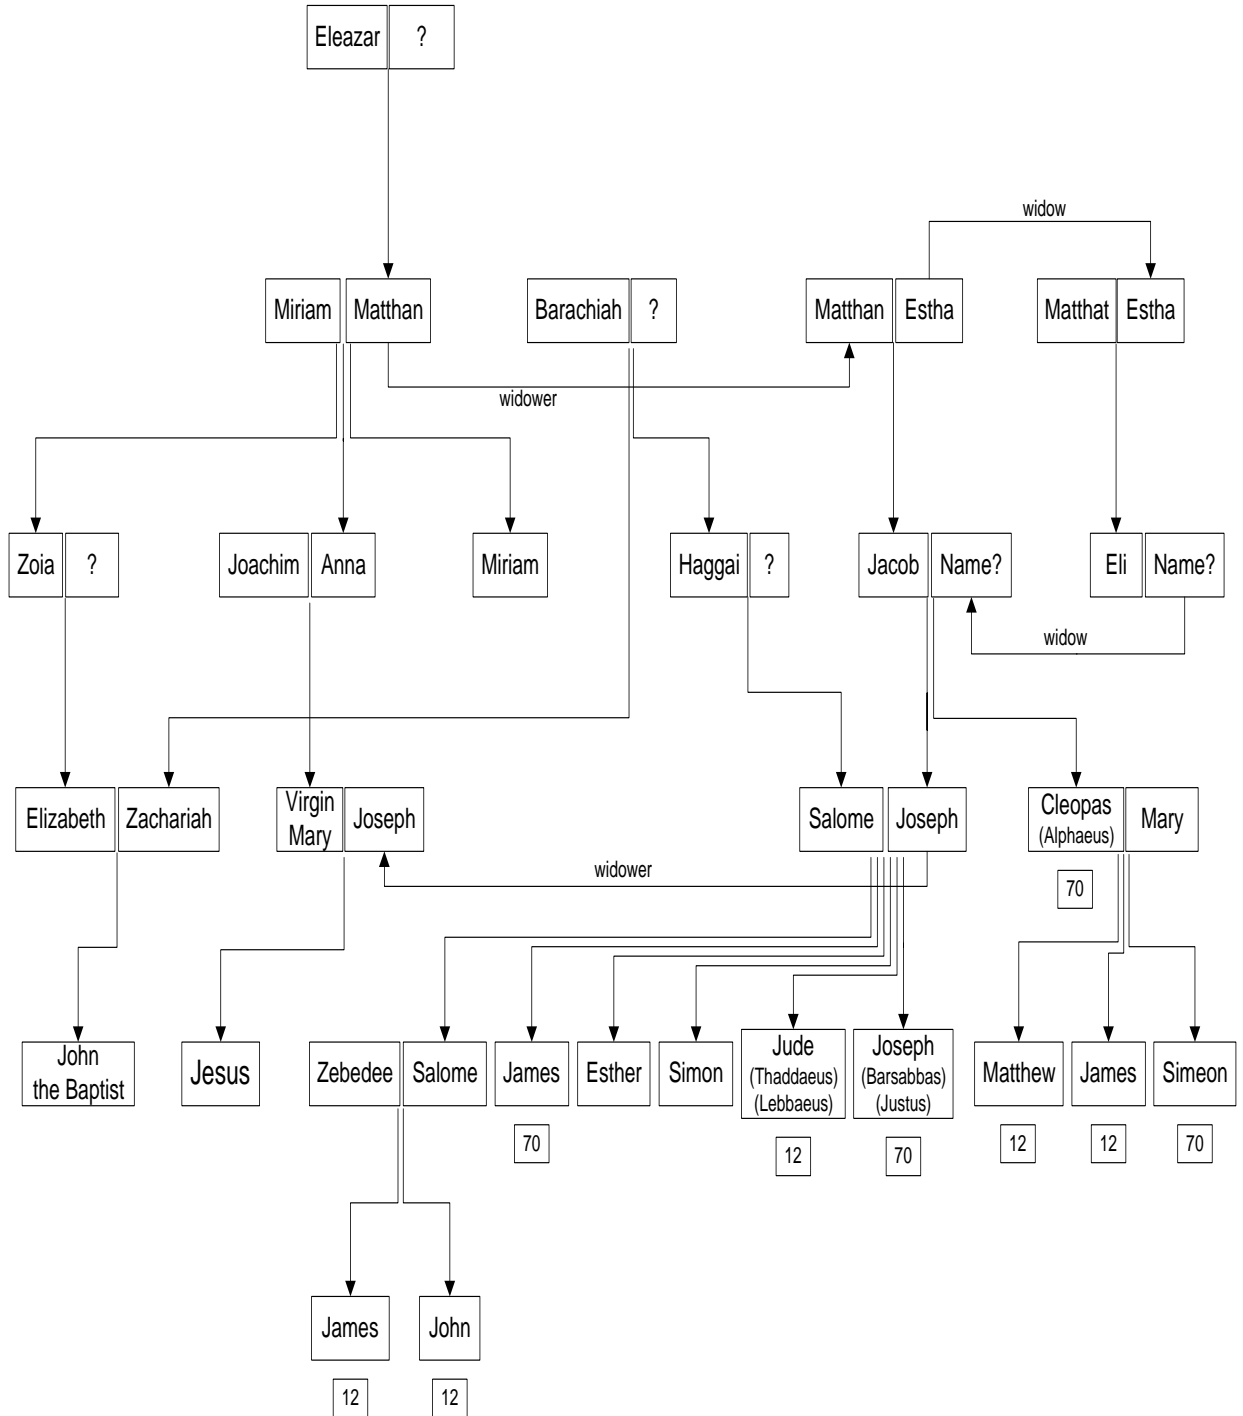 Eleazar ?
widow
Miriam Matthan Barachiah ? Matthan Estha Matthat Estha
widower
Zoia ? Joachim Anna Miriam Haggai ? Jacob Name? Eli Name?
widow
Elizabeth Zachariah Virgin Mary Joseph Salome Joseph Cleopas (Alphaeus) Mary
widower
70
John
the Baptist
Jesus
Zebedee Salome James Esther Simon
Jude
(Thaddaeus)
(Lebbaeus)
Joseph
(Barsabbas)
(Justus)
Matthew James Simeon
70 12 70 12 12 70
James John
12 12